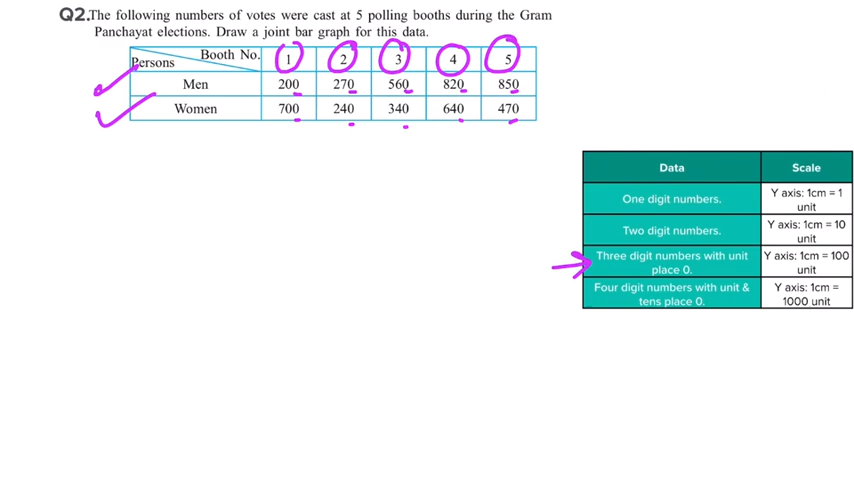 Q2.The following numbers of votes were cast at 5 polling booths during the Gram
Panchayat elections. Draw a joint bar graph for this data.
Booth No. 1 2 3 4 5
Persons
Men 200 270 560 820 850
Women 700 240 340 640 470
Data Scale
One digit numbers. Y axis: 1cm = 1
unit
Two digit numbers. Y axis: 1cm = 10
unit
Three digit numbers with unit Y axis: 1cm = 100
place 0. unit
Four digit numbers with unit & Y axis: 1cm =
tens place 0. 1000 unit